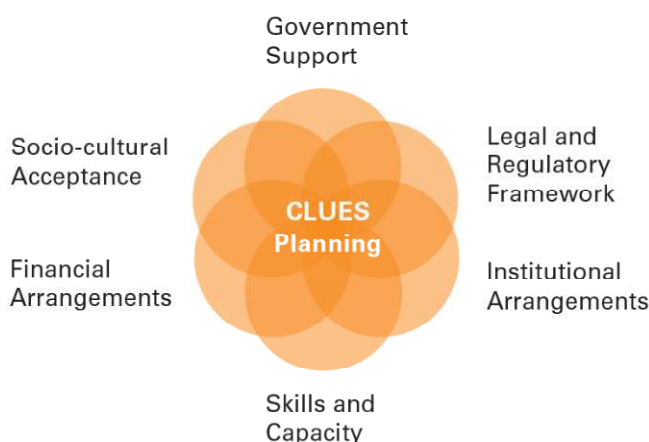 Government
Support
Socio-cultural
Acceptance
Legal and
Regulatory
Framework
CLUES
Planning
Financial
Arrangements
Institutional
Arrangements
Skills and
Capacity